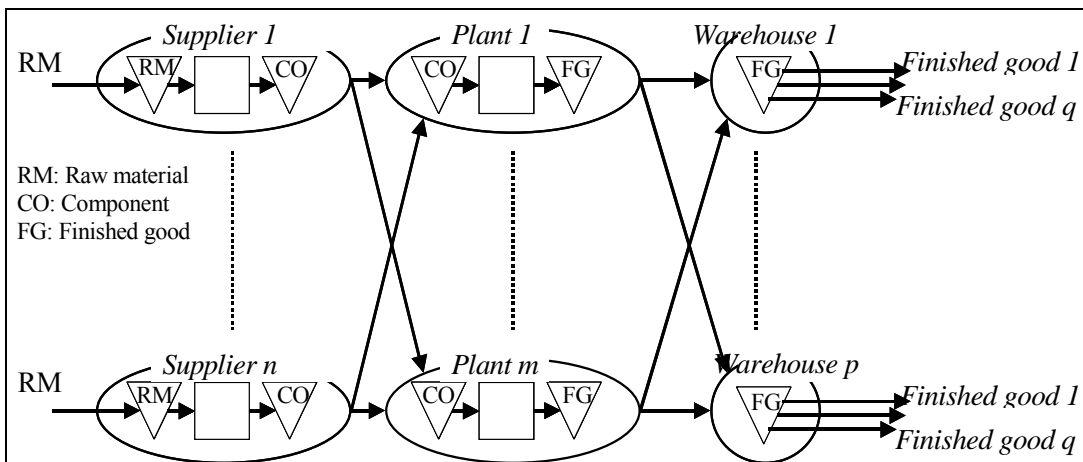 Supplier 1
Plant 1
Warehouse 1
RM
RM
CO
CO
FG
FG
Finished good 1
Finished good q
RM: Raw material
CO: Component
FG: Finished good
Supplier n
Plant m
Warehouse p
RM
RM
CO
CO
FG
FG
Finished good 1
Finished good q